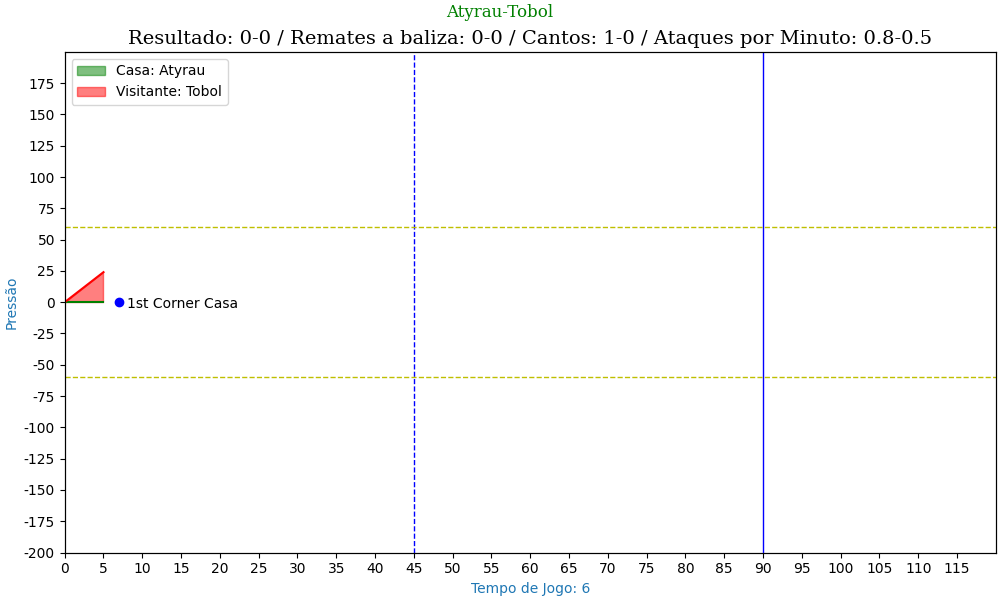 Atyrau-Tobol
Resultado: 0-0 / Remates a baliza: 0-0 / Cantos: 1-0 / Ataques por Minuto: 0.8-0.5
Casa: Atyrau
Visitante: Tobol
175
150
125
100
75
50
25
0
-25
-50
-75
-100
-125
-150
-175
-200
Pressão
1st Corner Casa
0 5 10 15 20 25 30 35 40 45 50 55 60 65 70 75 80 85 90 95 100 105 110 115
Tempo de Jogo: 6